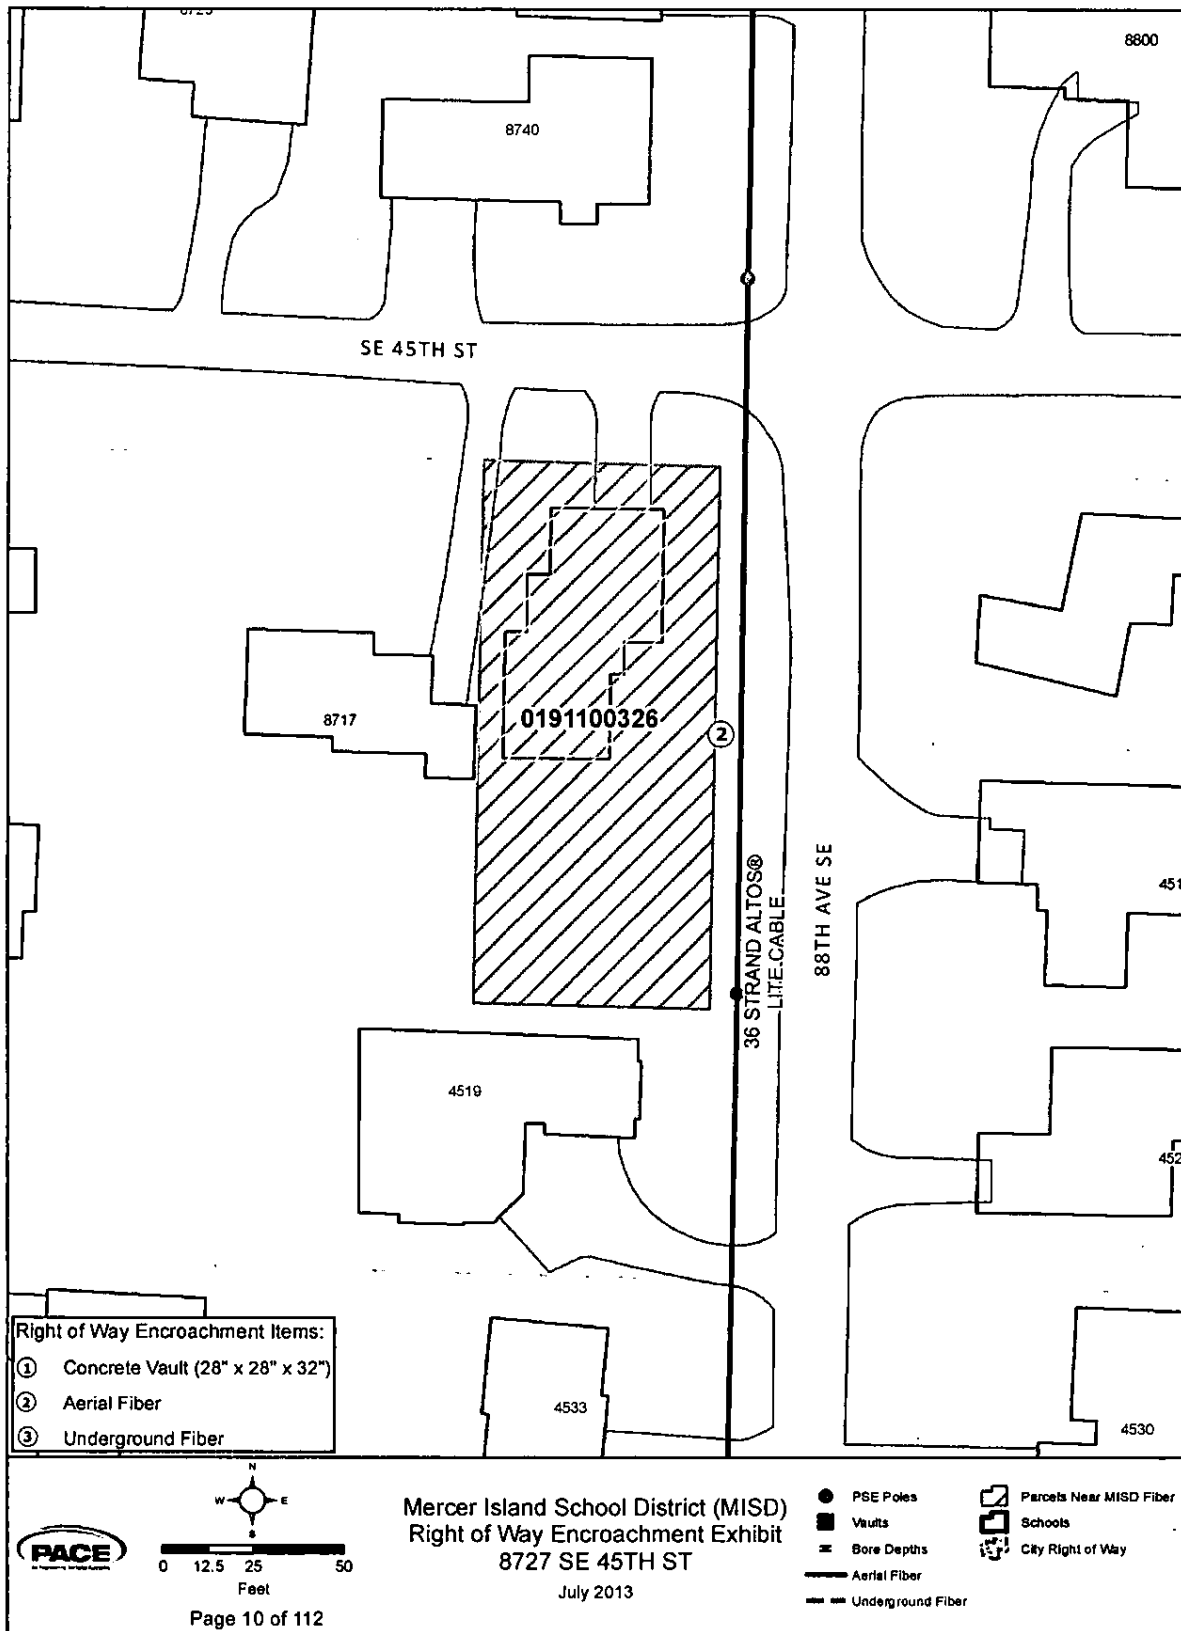 8800
8740
SE 45TH ST
8717
0191100326
②
36 STRAND ALTOS®
LITE CABLE
88TH AVE SE
451
4519
452
4533
4530
Right of Way Encroachment Items:
① Concrete Vault (28" x 28" x 32")
② Aerial Fiber
③ Underground Fiber
N
W E
S
PACE
0 12.5 25 50
Feet
Page 10 of 112
Mercer Island School District (MISD)
Right of Way Encroachment Exhibit
8727 SE 45TH ST
July 2013
PSE Poles
Vaults
Bore Depths
Aerial Fiber
Underground Fiber
Parcels Near MISD Fiber
Schools
City Right of Way